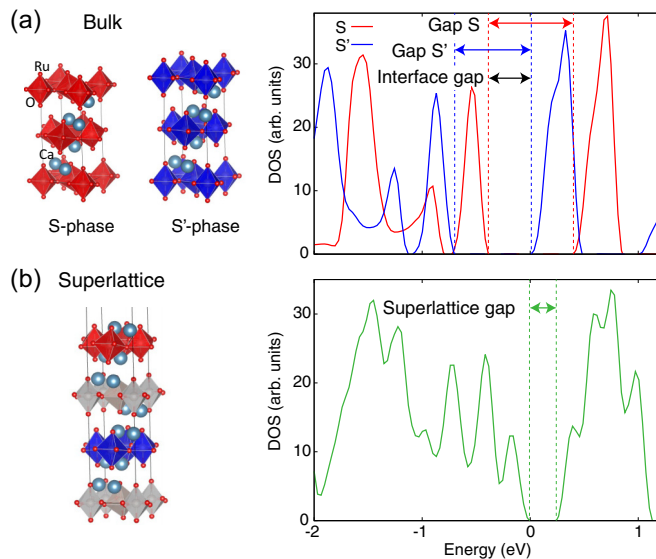 (a) Bulk
Ru
O
Ca
S-phase S'-phase
S
S'
Gap S
Gap S'
Interface gap
DOS (arb. units)
30
20
10
0
(b) Superlattice
Superlattice gap
DOS (arb. units)
30
20
10
0
-2 -1 0 1
Energy (eV)